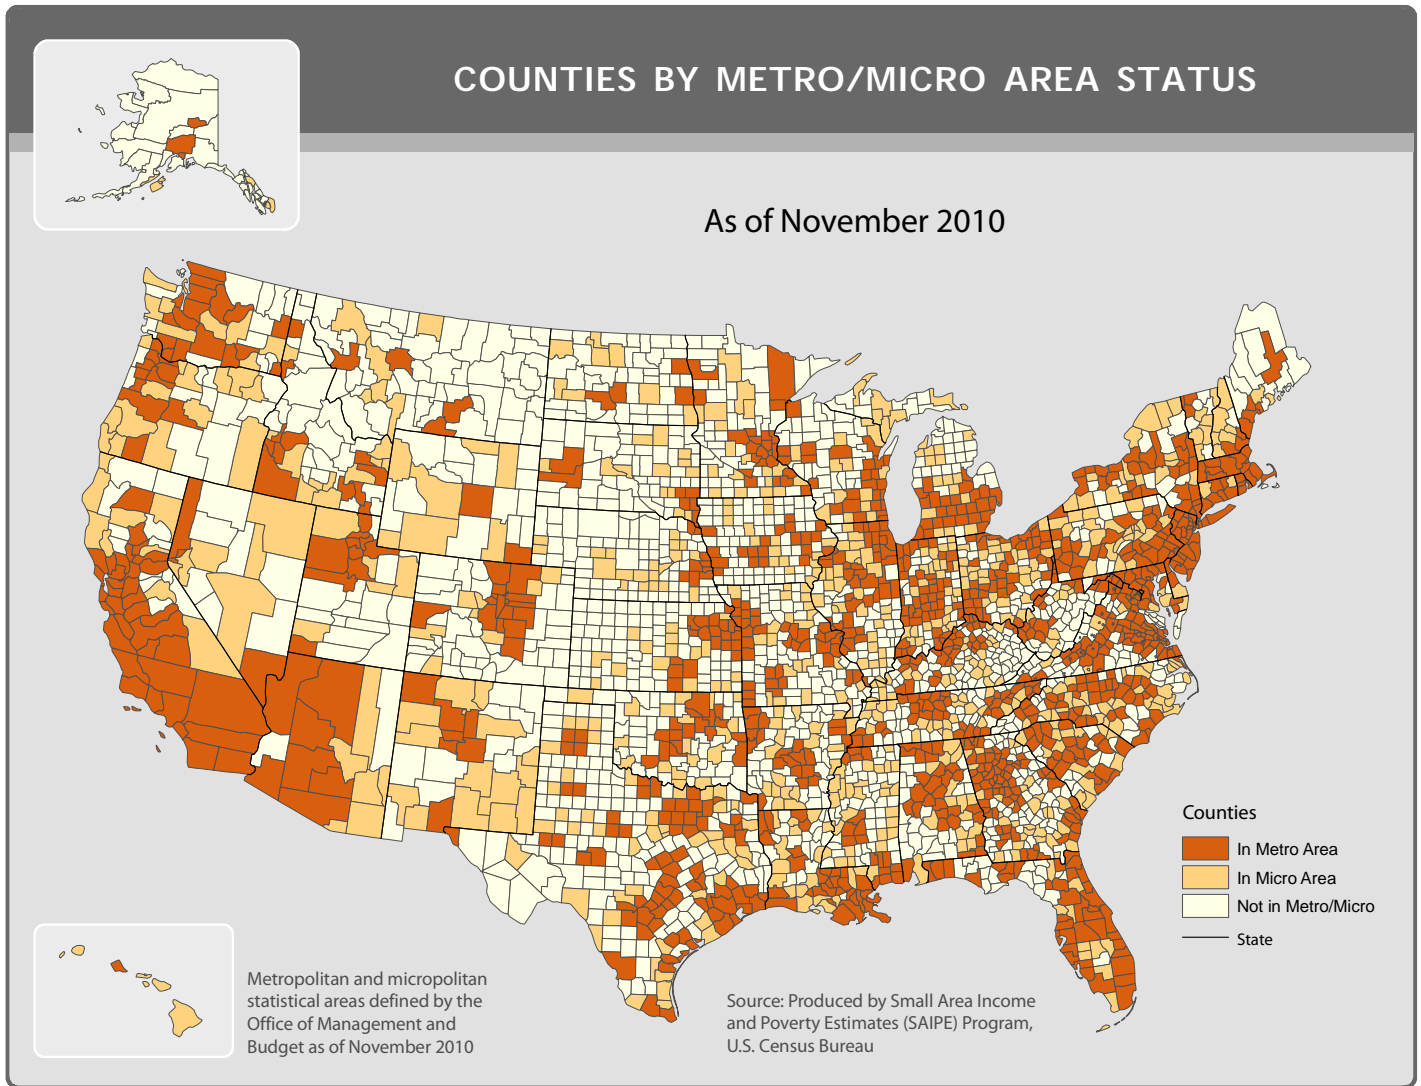 COUNTIES BY METRO/MICRO AREA STATUS
As of November 2010
Counties
In Metro Area
In Micro Area
Not in Metro/Micro
State
Metropolitan and micropolitan
statistical areas defined by the
Office of Management and
Budget as of November 2010
Source: Produced by Small Area Income
and Poverty Estimates (SAIPE) Program,
U.S. Census Bureau